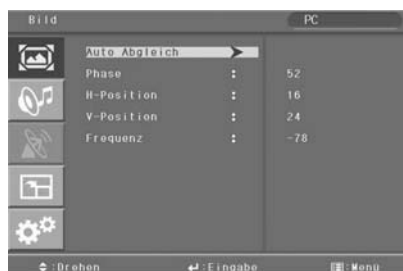 Bild PC
Auto Abgleich
Phase : 52
H-Position : 16
V-Position : 24
Frequenz : -78
:Drehen :Eingabe :Menü